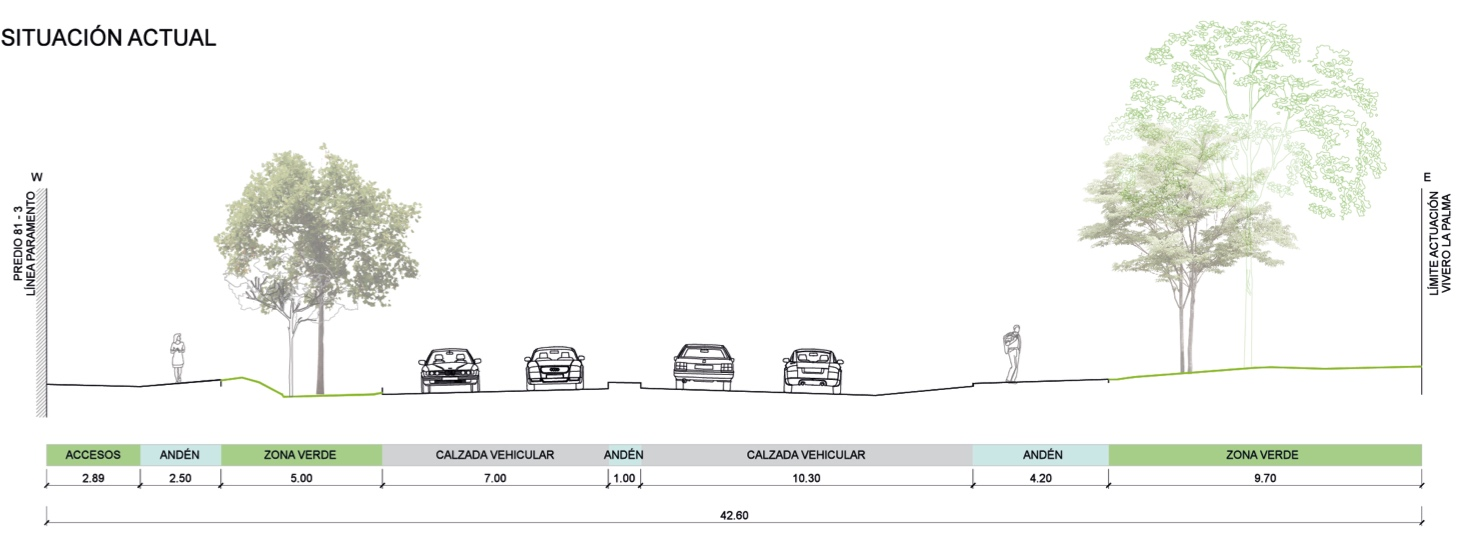 SITUACIÓN ACTUAL
W
PREDIO 81 - 3
LÍNEA PARAMENTO
E
LÍMITE ACTUACIÓN
VIVERO LA PALMA
ACCESOS ANDÉN ZONA VERDE CALZADA VEHICULAR ANDÉN CALZADA VEHICULAR ANDÉN ZONA VERDE
2.89 2.50 5.00 7.00 1.00 10.30 4.20 9.70
42.60